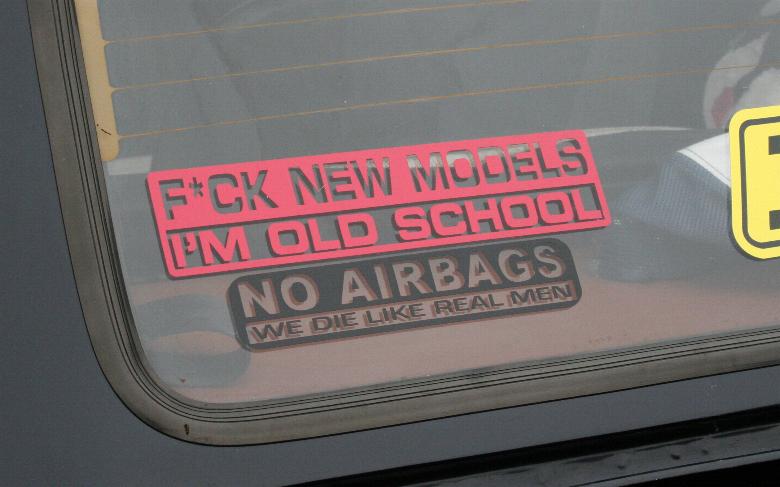 F*CK NEW MODELS
I'M OLD SCHOOL
NO AIRBAGS
WE DIE LIKE REAL MEN